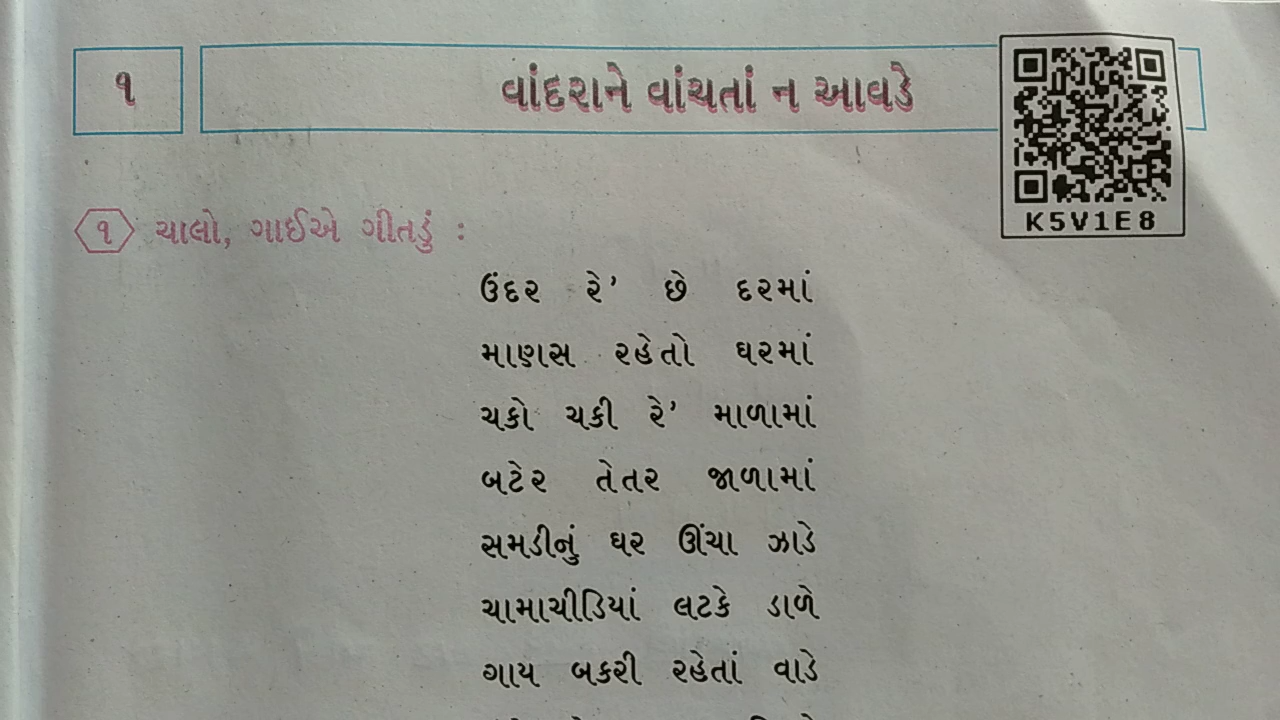 ૧
વાંદરાને વાંચતાં ન આવડે
K5V1E8
૧ ચાલો, ગાઈએ ગીતડું :
ઉંદર રે’ છે દરમાં
માણસ રહેતો ઘરમાં
ચકો ચકી રે’ માળામાં
બટેર તેતર જાળામાં
સમડીનું ઘર ઊંચા ઝાડે
ચામાચીડિયાં લટકે ડાળે
ગાય બકરી રહેતાં વાડે